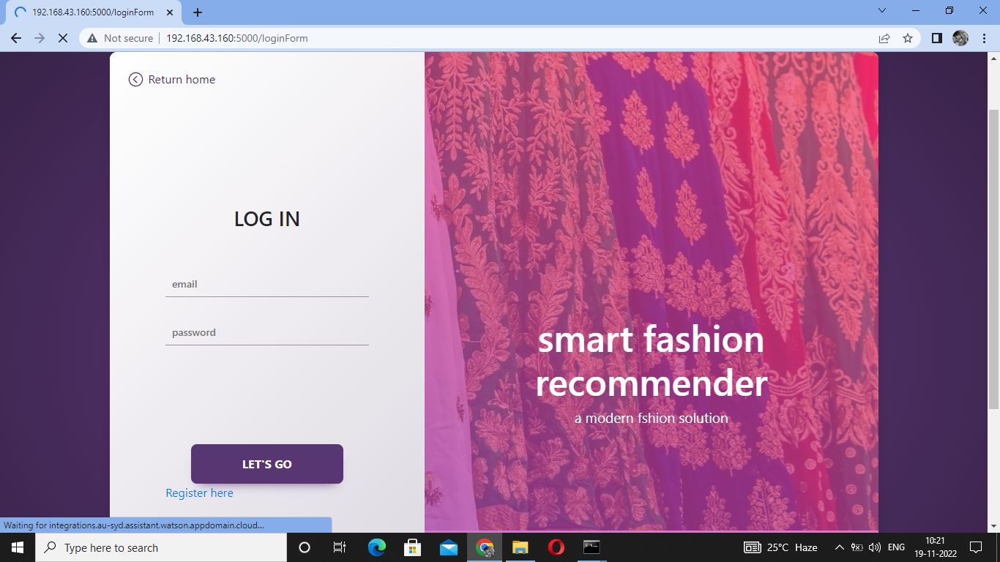 192.168.43.160:5000/loginForm
Not secure
192.168.43.160:5000/loginForm
Return home
LOG IN
email
password
LET'S GO
Register here
smart fashion
recommender
a modern fshion solution
Waiting for integrations.au-syd.assistant.watson.appdomain.cloud...
Type here to search
25°C Haze
ENG
10:21
19-11-2022